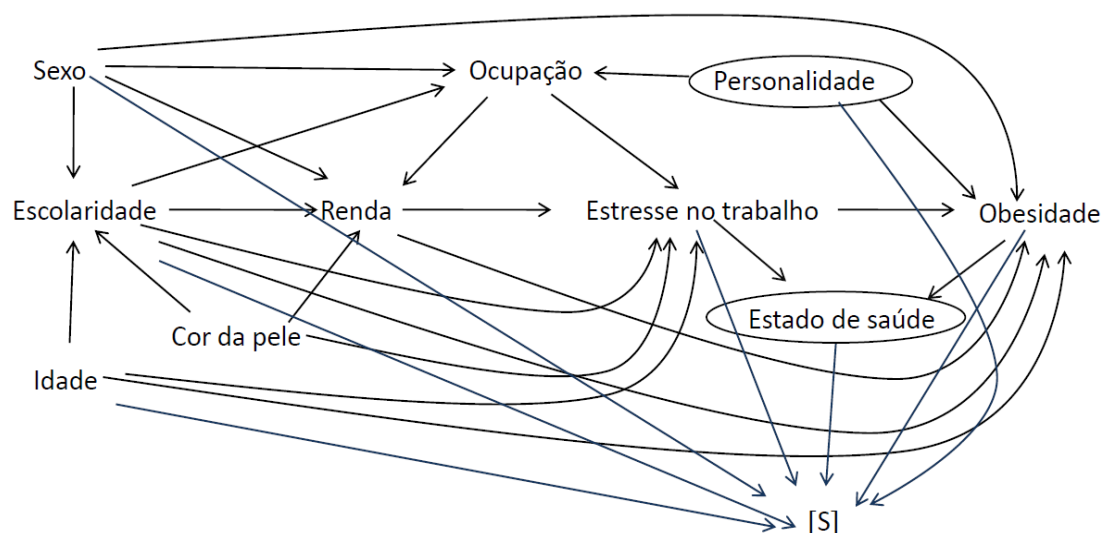 Sexo
Ocupação
Personalidade
Escolaridade
Renda
Estresse no trabalho
Obesidade
Cor da pele
Estado de saúde
Idade
[S]